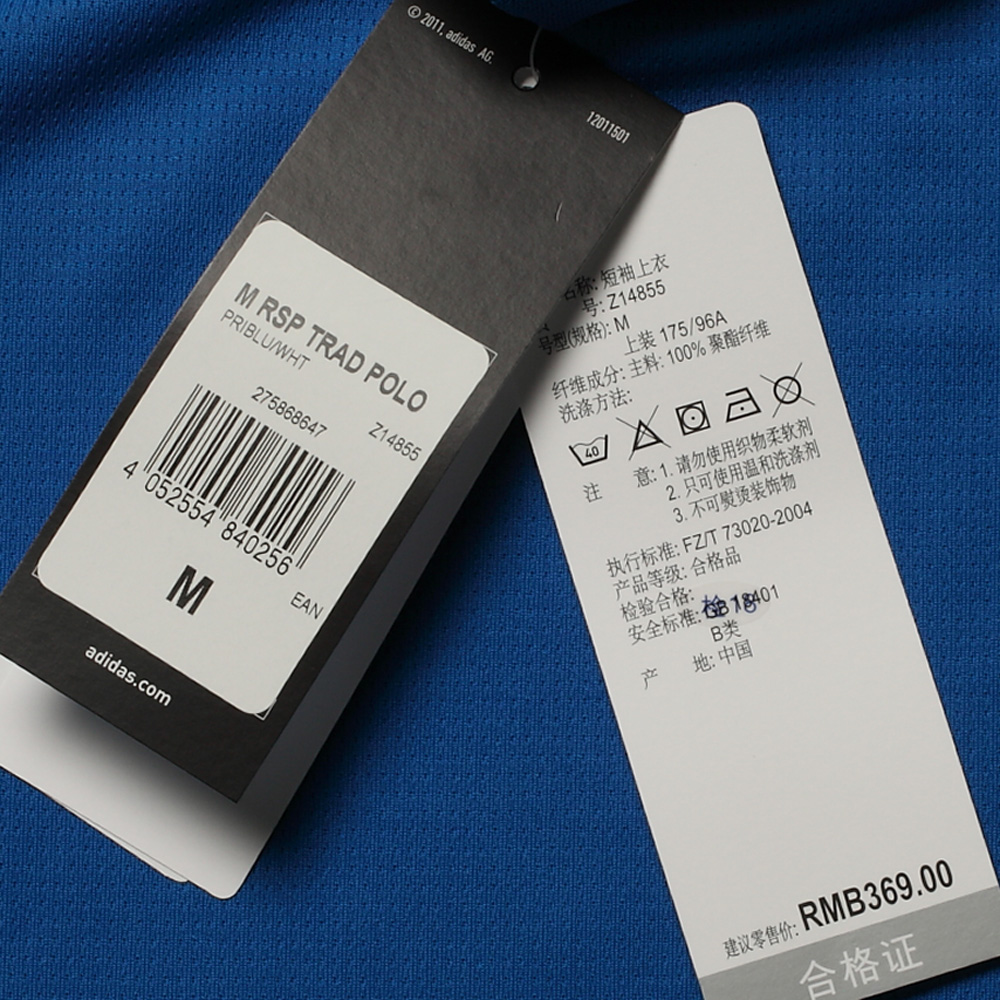 © 2011, adidas AG.
12011501
M RSP TRAD POLO
PRIBLU/WHT
275868647
Z14855
4 052554 840256
M
EAN
adidas.com
名称: 短袖上衣
号: Z14855
号型(规格): M
上装 175/96A
纤维成分: 主料: 100% 聚酯纤维
洗涤方法:
40
注 意: 1. 请勿使用织物柔软剂
2. 只可使用温和洗涤剂
3. 不可熨烫装饰物
执行标准: FZ/T 73020-2004
产品等级: 合格品
检验合格: 检18
安全标准: GB 18401
B类
产 地: 中国
建议零售价: RMB369.00
合格证